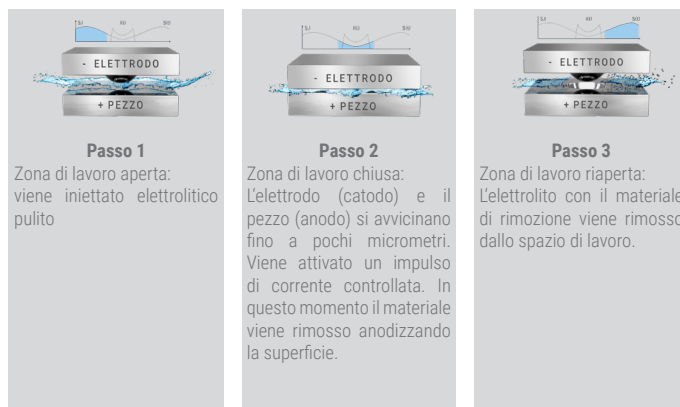 - ELETTRODO
+ PEZZO
Passo 1
Zona di lavoro aperta:
viene iniettato elettrolitico
pulito
- ELETTRODO
+ PEZZO
Passo 2
Zona di lavoro chiusa:
L'elettrodo (catodo) e il
pezzo (anodo) si avvicinano
fino a pochi micrometri.
Viene attivato un impulso
di corrente controllata. In
questo momento il materiale
viene rimosso anodizzando
la superficie.
- ELETTRODO
+ PEZZO
Passo 3
Zona di lavoro riaperta:
L'elettrolito con il materiale
di rimozione viene rimosso
dallo spazio di lavoro.